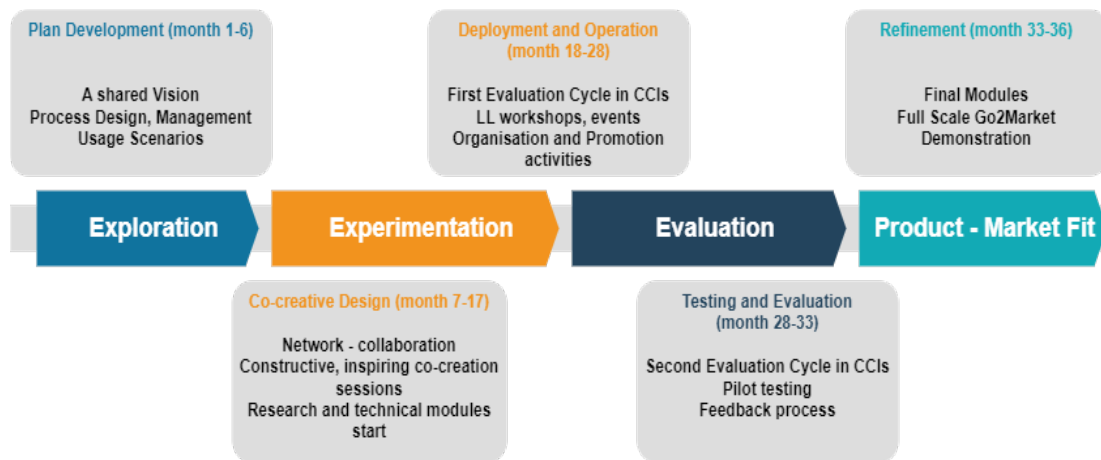 Plan Development (month 1-6)
A shared Vision
Process Design, Management
Usage Scenarios
Deployment and Operation
(month 18-28)
First Evaluation Cycle in CCIs
LL workshops, events
Organisation and Promotion
activities
Refinement (month 33-36)
Final Modules
Full Scale Go2Market
Demonstration
Exploration
Experimentation
Evaluation
Product - Market Fit
Co-creative Design (month 7-17)
Network - collaboration
Constructive, inspiring co-creation
sessions
Research and technical modules
start
Testing and Evaluation
(month 28-33)
Second Evaluation Cycle in CCIs
Pilot testing
Feedback process